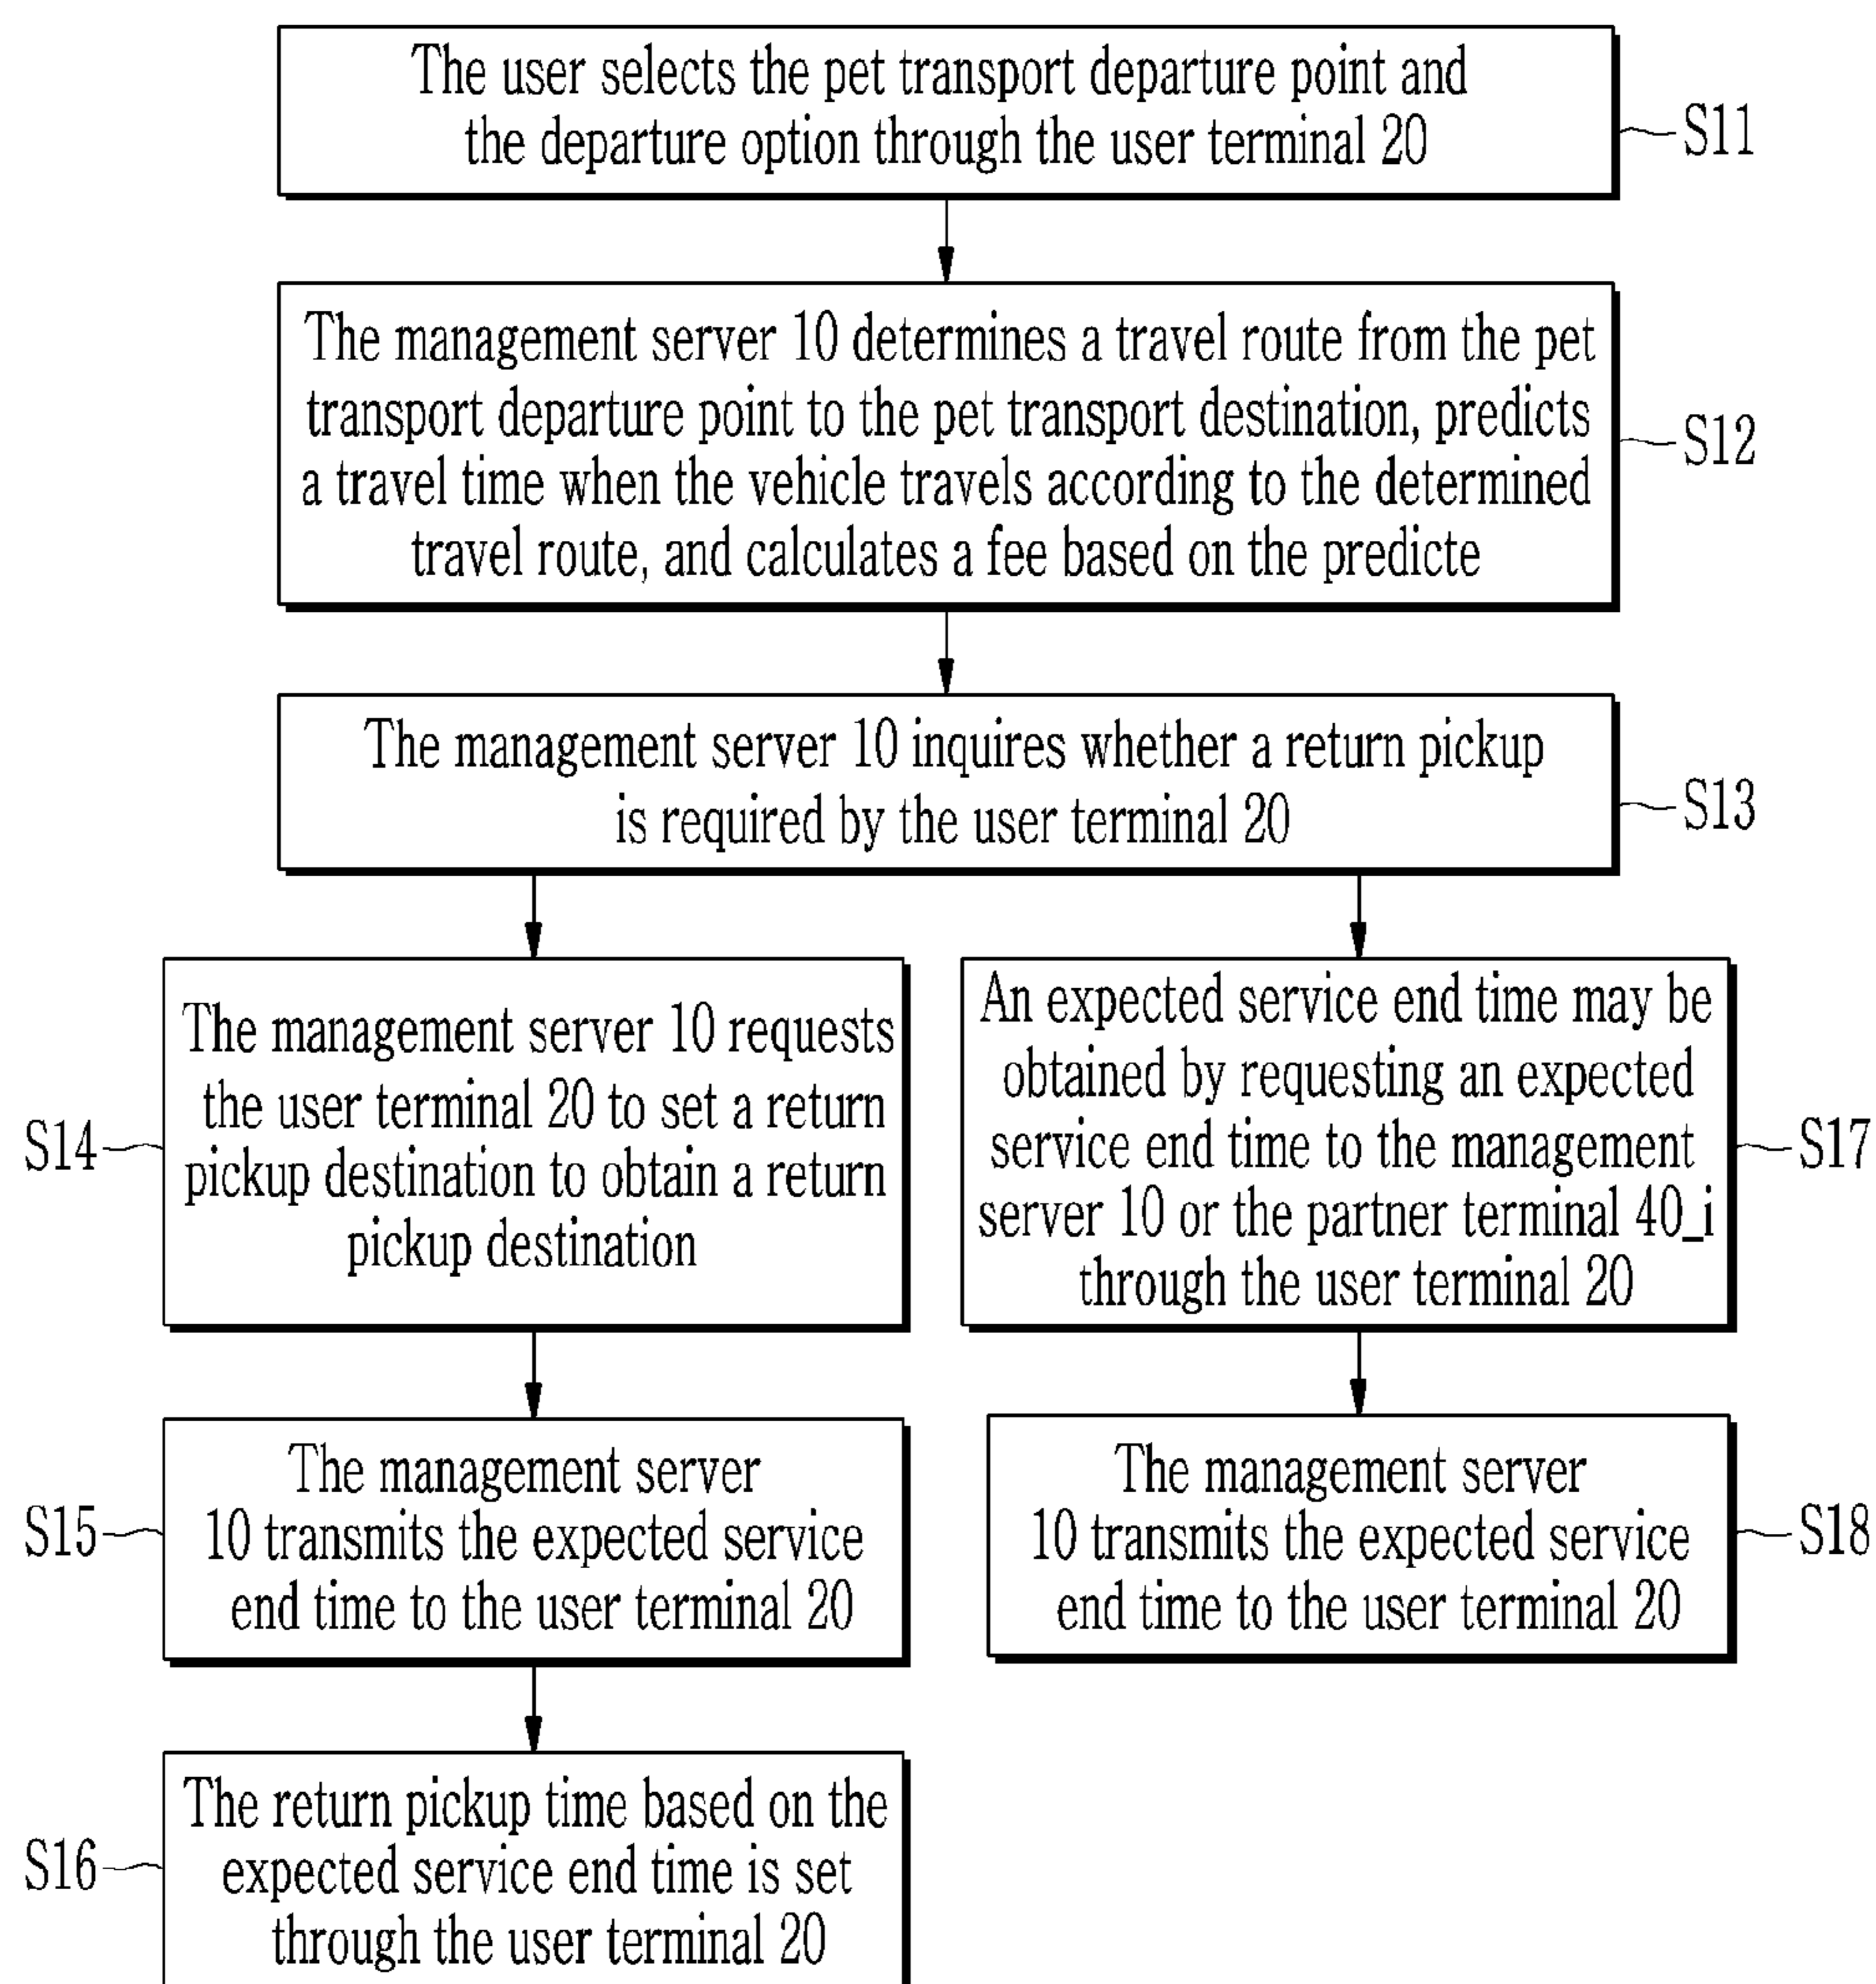 The user selects the pet transport departure point and
the departure option through the user terminal 20
S11
The management server 10 determines a travel route from the pet
transport departure point to the pet transport destination, predicts
a travel time when the vehicle travels according to the determined
travel route, and calculates a fee based on the predicte
S12
The management server 10 inquires whether a return pickup
is required by the user terminal 20
S13
The management server 10 requests
the user terminal 20 to set a return
pickup destination to obtain a return
pickup destination
S14
An expected service end time may be
obtained by requesting an expected
service end time to the management
server 10 or the partner terminal 40_i
through the user terminal 20
S17
The management server
10 transmits the expected service
end time to the user terminal 20
S15
The management server
10 transmits the expected service
end time to the user terminal 20
S18
The return pickup time based on the
expected service end time is set
through the user terminal 20
S16